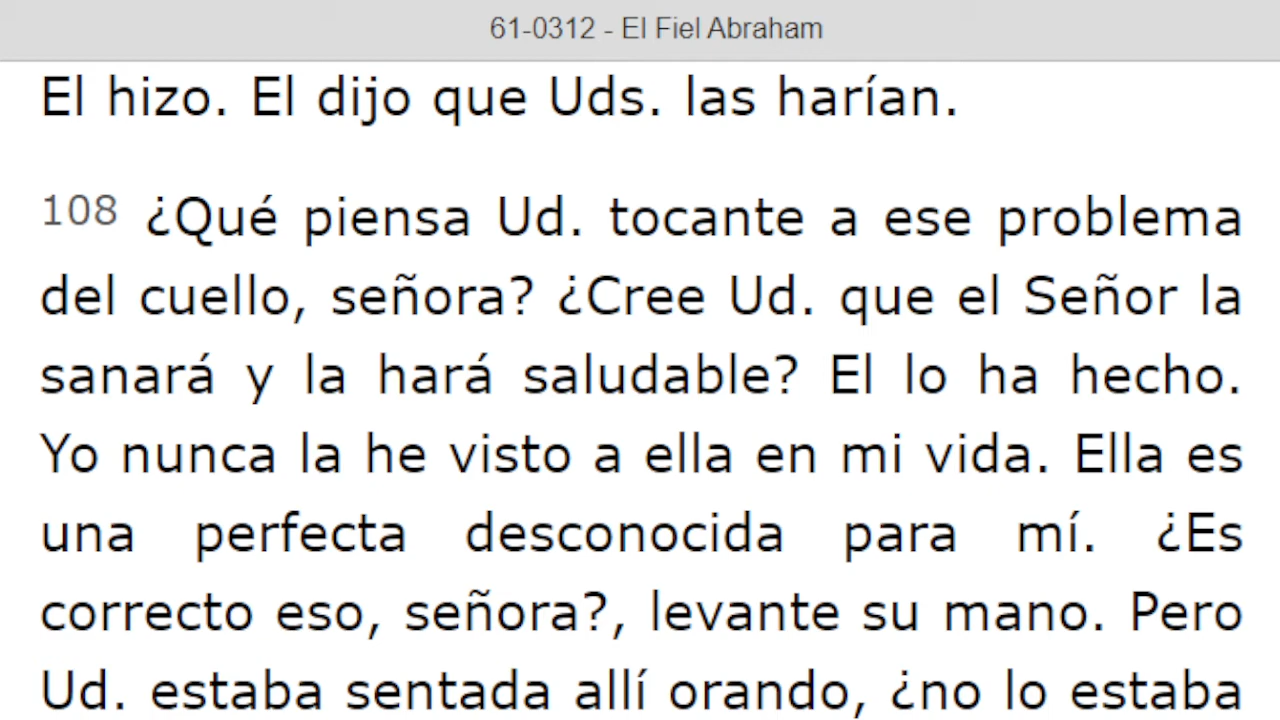 61-0312 - El Fiel Abraham
El hizo. El dijo que Uds. las harían.
108 ¿Qué piensa Ud. tocante a ese problema
del cuello, señora? ¿Cree Ud. que el Señor la
sanará y la hará saludable? El lo ha hecho.
Yo nunca la he visto a ella en mi vida. Ella es
una perfecta desconocida para mí. ¿Es
correcto eso, señora?, levante su mano. Pero
Ud. estaba sentada allí orando, ¿no lo estaba